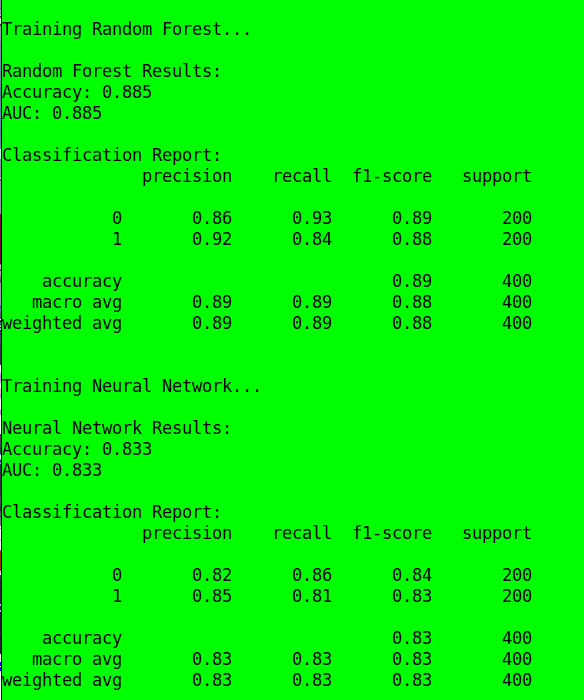 Training Random Forest...
Random Forest Results:
Accuracy: 0.885
AUC: 0.885
Classification Report:
precision recall f1-score support
0 0.86 0.93 0.89 200
1 0.92 0.84 0.88 200
accuracy 0.89 400
macro avg 0.89 0.89 0.88 400
weighted avg 0.89 0.89 0.88 400
Training Neural Network...
Neural Network Results:
Accuracy: 0.833
AUC: 0.833
Classification Report:
precision recall f1-score support
0 0.82 0.86 0.84 200
1 0.85 0.81 0.83 200
accuracy 0.83 400
macro avg 0.83 0.83 0.83 400
weighted avg 0.83 0.83 0.83 400